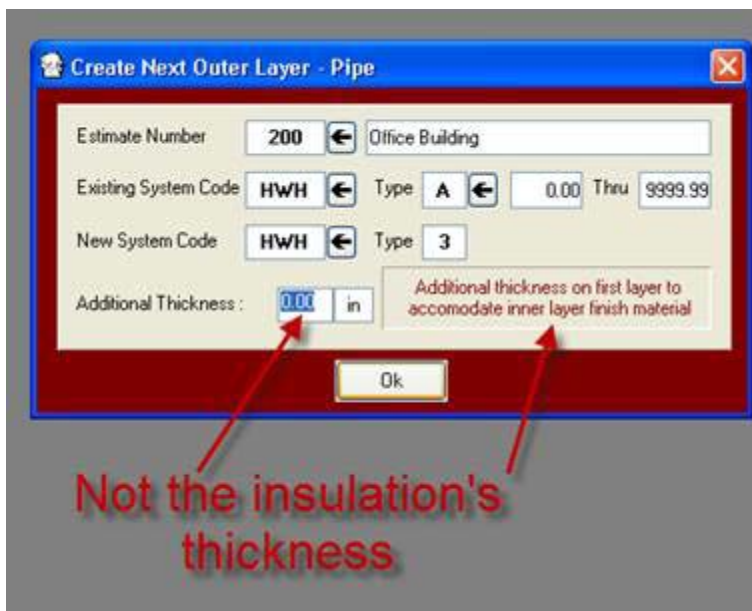 Create Next Outer Layer - Pipe
Estimate Number 200 Office Building
Existing System Code HWH Type A 0.00 Thru 9999.99
New System Code HWH Type 3
Additional Thickness : 0.00 in
Additional thickness on first layer to
accomodate inner layer finish material
Ok
Not the insulation's
thickness